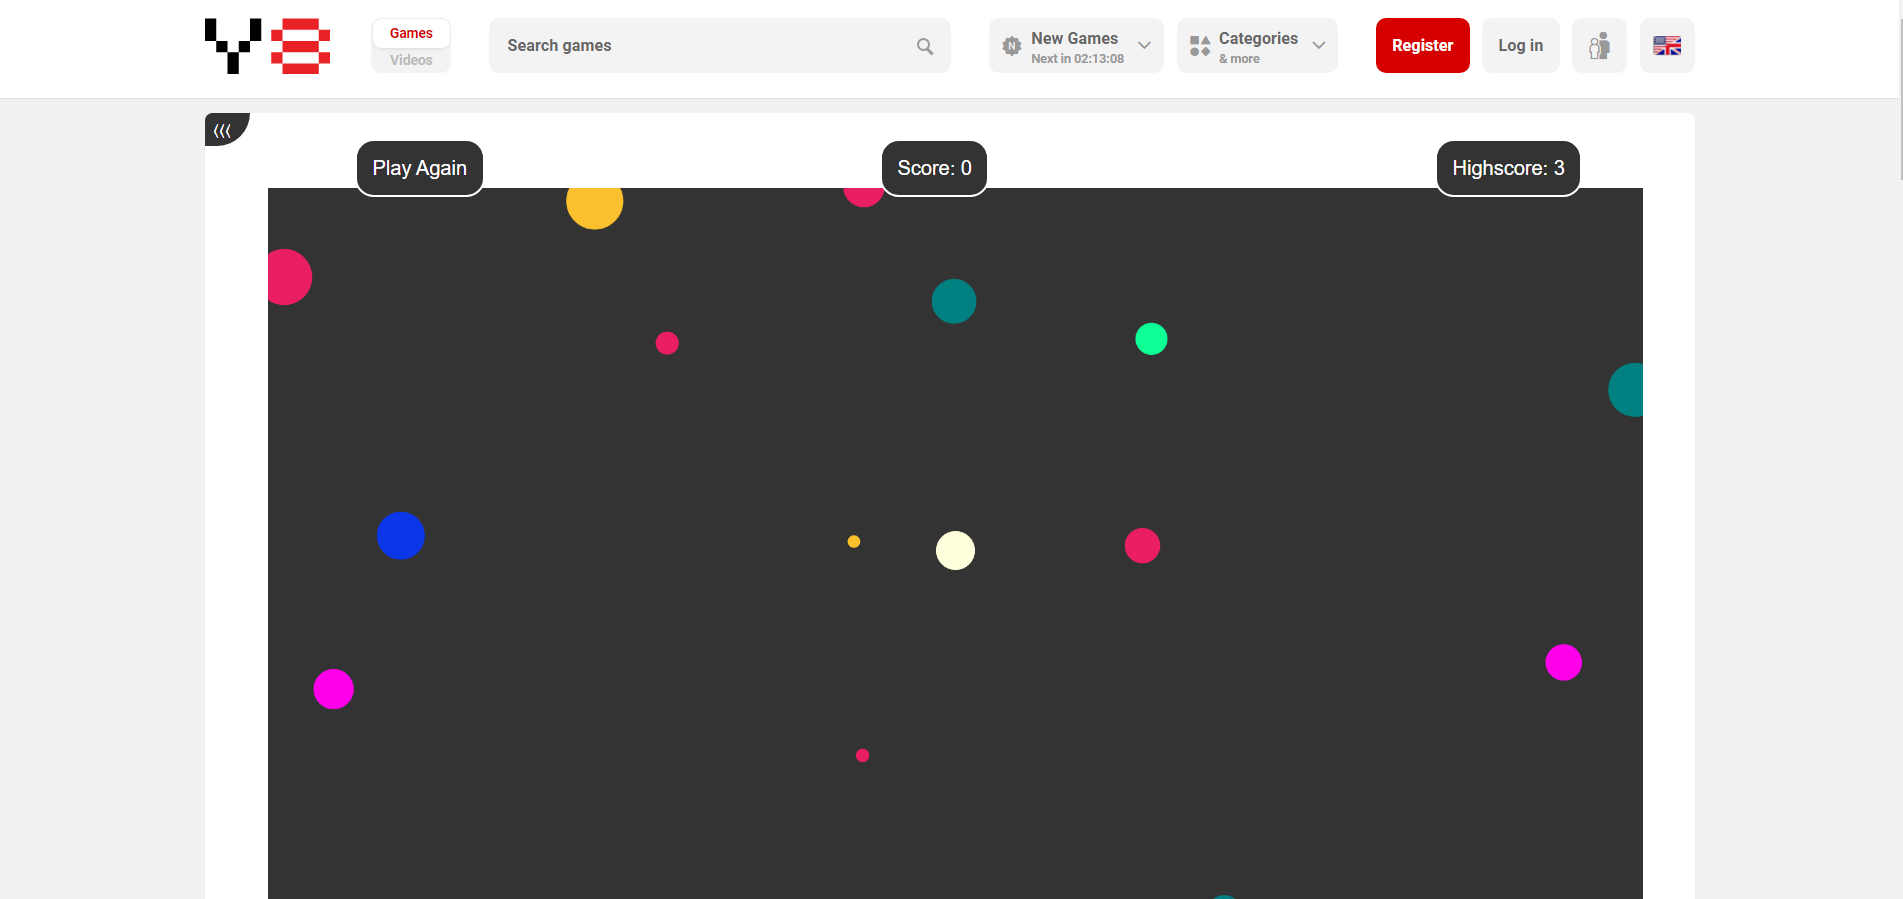 Y8
Games
Videos
Search games
N
New Games
Next in 02:13:08
Categories
& more
Register
Log in
Play Again
Score: 0
Highscore: 3